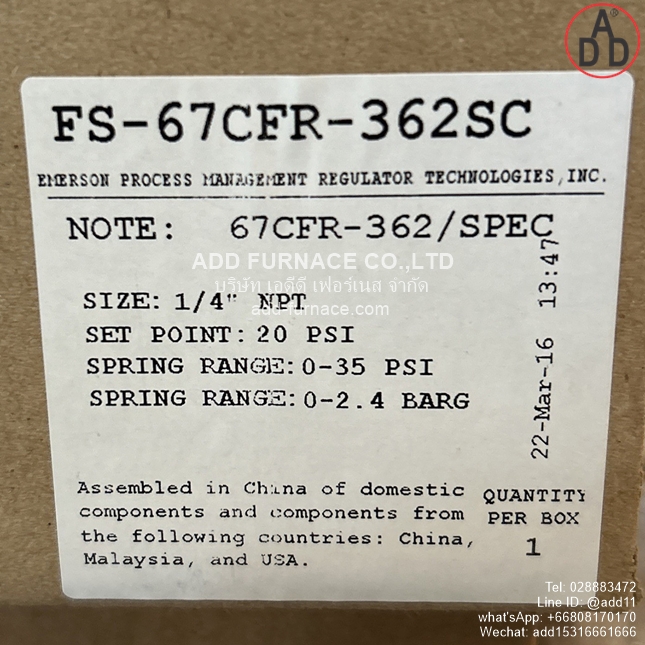 ADD
FS-67CFR-362SC
EMERSON PROCESS MANAGEMENT REGULATOR TECHNOLOGIES, INC.
NOTE: 67CFR-362/SPEC
ADD FURNACE CO.,LTD
บริษัท เอดีดี เฟอร์เนส จำกัด
add-furnace.com
SIZE: 1/4" NPT
SET POINT: 20 PSI
SPRING RANGE: 0-35 PSI
SPRING RANGE: 0-2.4 BARG
22-Mar-16 13:47
Assembled in China of domestic
components and components from
the following countries: China,
Malaysia, and USA.
QUANTITY
PER BOX
1
Tel: 028883472
Line ID: @add11
what'sApp: +66808170170
Wechat: add15316661666